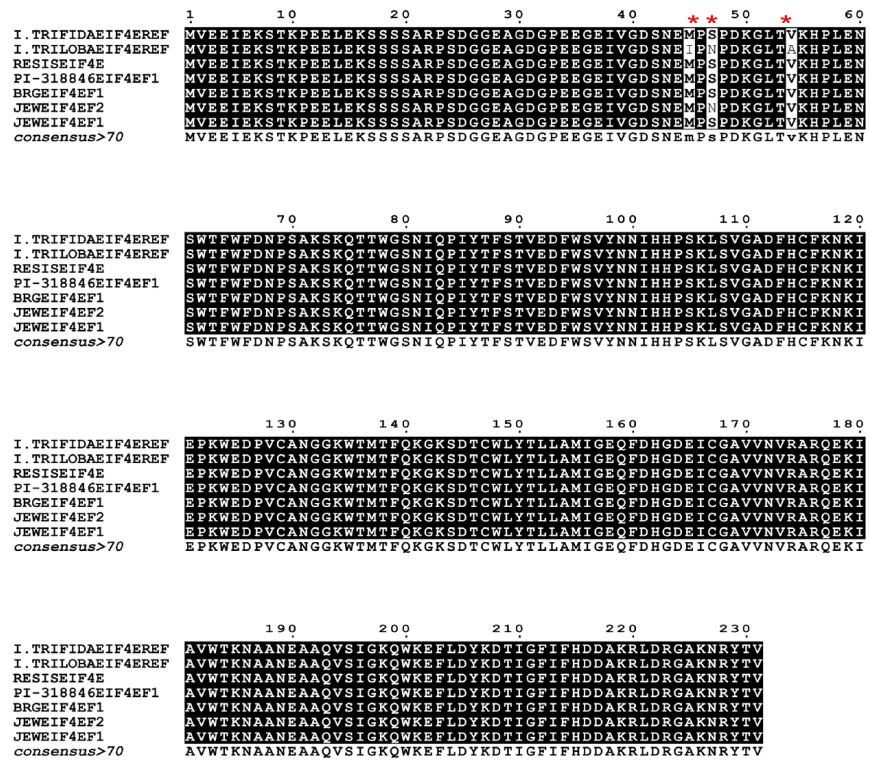 1 10 20 30 40 * * 50 * 60
I.TRIFIDAEIF4EREF MVEEIEKSTKPEELEKSSSSARPSDGGEAGDGPEEGEIVGDSNEMPSPDKGLTVKHPLEN
I.TRILOBAEIF4EREF MVEEIEKSTKPEELEKSSSSARPSDGGEAGDGPEEGEIVGDSNEIPNPDKGLTAKHPLEN
RESISEIF4E MVEEIEKSTKPEELEKSSSSARPSDGGEAGDGPEEGEIVGDSNEMPSPDKGLTVKHPLEN
PI-318846EIF4EF1 MVEEIEKSTKPEELEKSSSSARPSDGGEAGDGPEEGEIVGDSNEMPSPDKGLTVKHPLEN
BRGEIF4EF1 MVEEIEKSTKPEELEKSSSSARPSDGGEAGDGPEEGEIVGDSNEMPSPDKGLTVKHPLEN
JEWEIF4EF2 MVEEIEKSTKPEELEKSSSSARPSDGGEAGDGPEEGEIVGDSNEMPNPDKGLTVKHPLEN
JEWEIF4EF1 MVEEIEKSTKPEELEKSSSSARPSDGGEAGDGPEEGEIVGDSNEMPSPDKGLTVKHPLEN
consensus>70 MVEEIEKSTKPEELEKSSSSARPSDGGEAGDGPEEGEIVGDSNEmPsPDKGLTvKHPLEN
70 80 90 100 110 120
I.TRIFIDAEIF4EREF SWTFWFDNPSAKSKQTTWGSNIQPIYTFSTVEDFWSVYNNIHHPSKLSVGADFHCFKNKI
I.TRILOBAEIF4EREF SWTFWFDNPSAKSKQTTWGSNIQPIYTFSTVEDFWSVYNNIHHPSKLSVGADFHCFKNKI
RESISEIF4E SWTFWFDNPSAKSKQTTWGSNIQPIYTFSTVEDFWSVYNNIHHPSKLSVGADFHCFKNKI
PI-318846EIF4EF1 SWTFWFDNPSAKSKQTTWGSNIQPIYTFSTVEDFWSVYNNIHHPSKLSVGADFHCFKNKI
BRGEIF4EF1 SWTFWFDNPSAKSKQTTWGSNIQPIYTFSTVEDFWSVYNNIHHPSKLSVGADFHCFKNKI
JEWEIF4EF2 SWTFWFDNPSAKSKQTTWGSNIQPIYTFSTVEDFWSVYNNIHHPSKLSVGADFHCFKNKI
JEWEIF4EF1 SWTFWFDNPSAKSKQTTWGSNIQPIYTFSTVEDFWSVYNNIHHPSKLSVGADFHCFKNKI
consensus>70 SWTFWFDNPSAKSKQTTWGSNIQPIYTFSTVEDFWSVYNNIHHPSKLSVGADFHCFKNKI
130 140 150 160 170 180
I.TRIFIDAEIF4EREF EPKWEDPVCANGGKWTMTFQKGKSDTCWLYTLLAMIGEQFDHGDEICGAVVNVRARQEKI
I.TRILOBAEIF4EREF EPKWEDPVCANGGKWTMTFQKGKSDTCWLYTLLAMIGEQFDHGDEICGAVVNVRARQEKI
RESISEIF4E EPKWEDPVCANGGKWTMTFQKGKSDTCWLYTLLAMIGEQFDHGDEICGAVVNVRARQEKI
PI-318846EIF4EF1 EPKWEDPVCANGGKWTMTFQKGKSDTCWLYTLLAMIGEQFDHGDEICGAVVNVRARQEKI
BRGEIF4EF1 EPKWEDPVCANGGKWTMTFQKGKSDTCWLYTLLAMIGEQFDHGDEICGAVVNVRARQEKI
JEWEIF4EF2 EPKWEDPVCANGGKWTMTFQKGKSDTCWLYTLLAMIGEQFDHGDEICGAVVNVRARQEKI
JEWEIF4EF1 EPKWEDPVCANGGKWTMTFQKGKSDTCWLYTLLAMIGEQFDHGDEICGAVVNVRARQEKI
consensus>70 EPKWEDPVCANGGKWTMTFQKGKSDTCWLYTLLAMIGEQFDHGDEICGAVVNVRARQEKI
190 200 210 220 230
I.TRIFIDAEIF4EREF AVWTKNAANEAAQVSIGKQWKEFLDYKDTIGFIFHDDAKRLDRGAKNRYTV
I.TRILOBAEIF4EREF AVWTKNAANEAAQVSIGKQWKEFLDYKDTIGFIFHDDAKRLDRGAKNRYTV
RESISEIF4E AVWTKNAANEAAQVSIGKQWKEFLDYKDTIGFIFHDDAKRLDRGAKNRYTV
PI-318846EIF4EF1 AVWTKNAANEAAQVSIGKQWKEFLDYKDTIGFIFHDDAKRLDRGAKNRYTV
BRGEIF4EF1 AVWTKNAANEAAQVSIGKQWKEFLDYKDTIGFIFHDDAKRLDRGAKNRYTV
JEWEIF4EF2 AVWTKNAANEAAQVSIGKQWKEFLDYKDTIGFIFHDDAKRLDRGAKNRYTV
JEWEIF4EF1 AVWTKNAANEAAQVSIGKQWKEFLDYKDTIGFIFHDDAKRLDRGAKNRYTV
consensus>70 AVWTKNAANEAAQVSIGKQWKEFLDYKDTIGFIFHDDAKRLDRGAKNRYTV